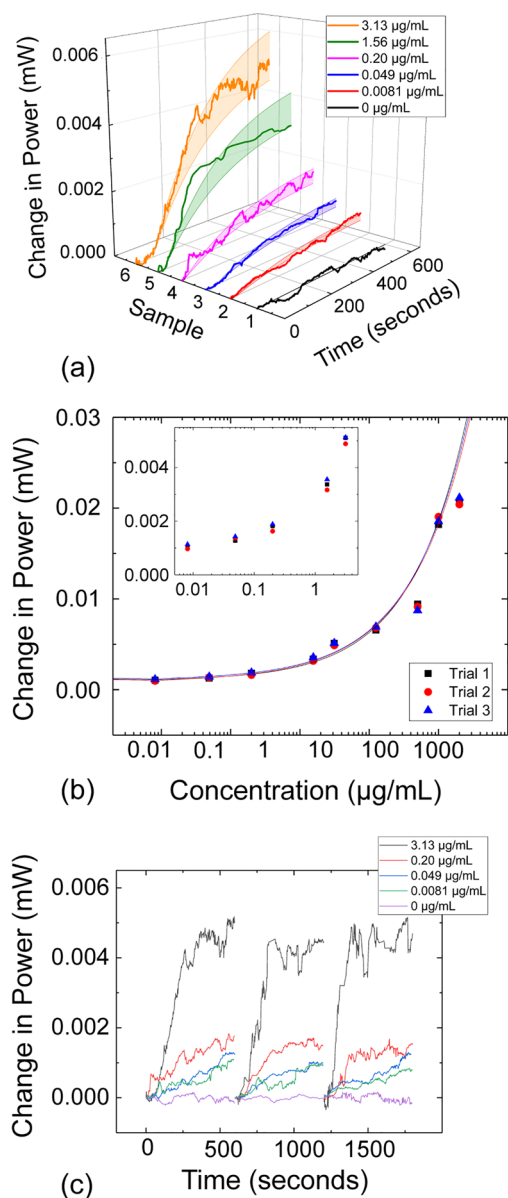 3.13 µg/mL
1.56 µg/mL
0.20 µg/mL
0.049 µg/mL
0.0081 µg/mL
0 µg/mL
Change in Power (mW)
0.006
0.004
0.002
0.000
6
5
4
3
2
1
Sample
0
200
400
600
Time (seconds)
(a)
Change in Power (mW)
0.03
0.02
0.01
0.00
0.004
0.002
0.000
0.01
0.1
1
Trial 1
Trial 2
Trial 3
0.01 0.1 1 10 100 1000
Concentration (µg/mL)
(b)
3.13 µg/mL
0.20 µg/mL
0.049 µg/mL
0.0081 µg/mL
0 µg/mL
Change in Power (mW)
0.006
0.004
0.002
0.000
0 500 1000 1500
Time (seconds)
(c)